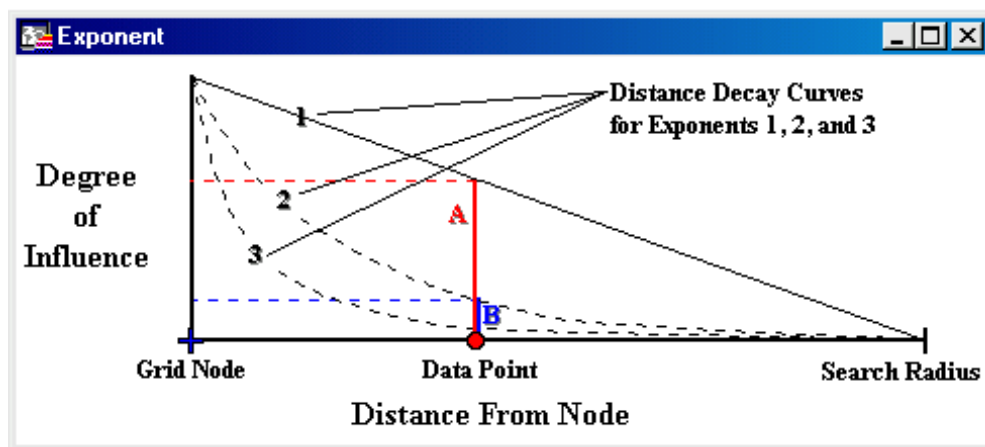 Exponent
Distance Decay Curves
for Exponents 1, 2, and 3
1
Degree
of
Influence
2
A
3
B
Grid Node
Data Point
Search Radius
Distance From Node